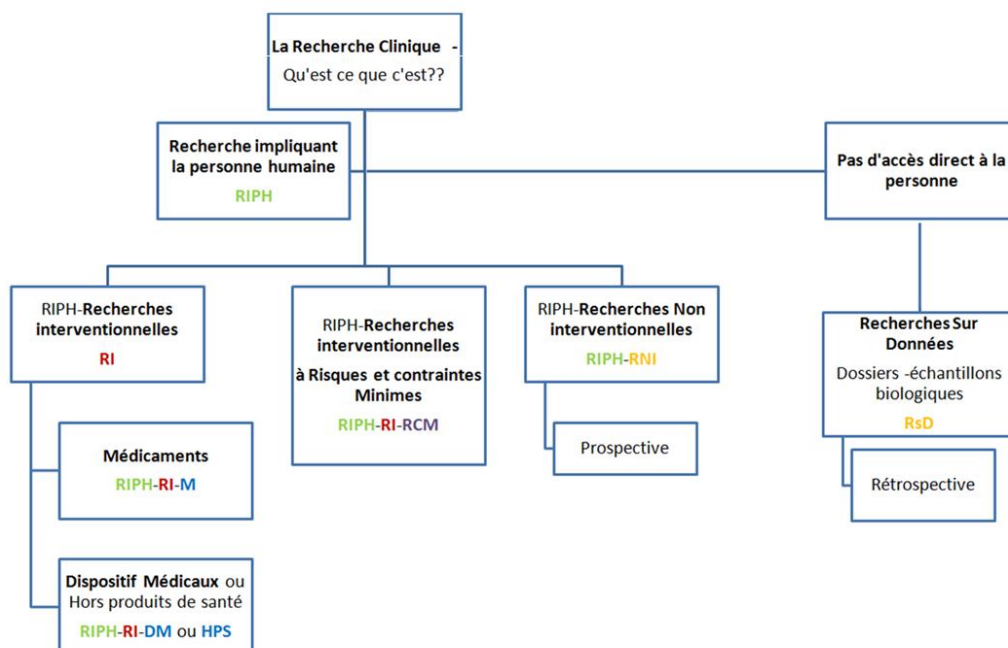 La Recherche Clinique -
Qu'est ce que c'est??
Recherche impliquant
la personne humaine
RIPH
Pas d'accès direct à la
personne
RIPH-Recherches
interventionnelles
RI
RIPH-Recherches
interventionnelles
à Risques et contraintes
Minimes
RIPH-RI-RCM
RIPH-Recherches Non
interventionnelles
RIPH-RNI
Recherches Sur
Données
Dossiers -échantillons
biologiques
RsD
Médicaments
RIPH-RI-M
Prospective
Rétrospective
Dispositif Médicaux ou
Hors produits de santé
RIPH-RI-DM ou HPS